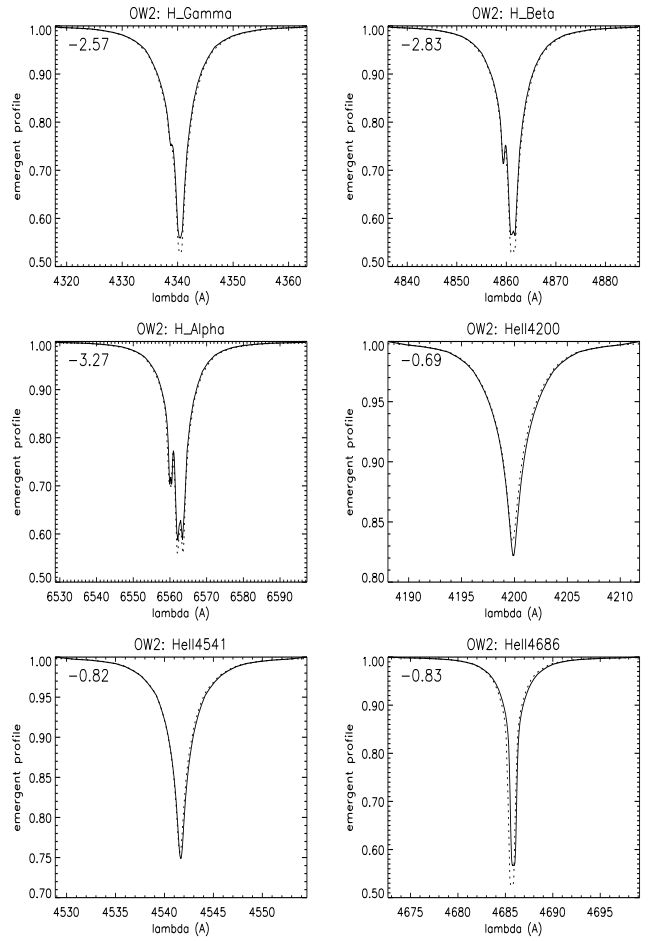 OW2: H_Gamma
OW2: H_Beta
1.00
0.90
0.80
0.70
0.60
0.50
−2.57
emergent profile
4320 4330 4340 4350 4360
lambda (A)
1.00
0.90
0.80
0.70
0.60
0.50
−2.83
emergent profile
4840 4850 4860 4870 4880
lambda (A)
OW2: H_Alpha
OW2: HeII4200
1.00
0.90
0.80
0.70
0.60
0.50
−3.27
emergent profile
6530 6540 6550 6560 6570 6580 6590
lambda (A)
1.00
0.95
0.90
0.85
0.80
−0.69
emergent profile
4190 4195 4200 4205 4210
lambda (A)
OW2: HeII4541
OW2: HeII4686
1.00
0.95
0.90
0.85
0.80
0.75
0.70
−0.82
emergent profile
4530 4535 4540 4545 4550
lambda (A)
1.00
0.90
0.80
0.70
0.60
0.50
−0.83
emergent profile
4675 4680 4685 4690 4695
lambda (A)